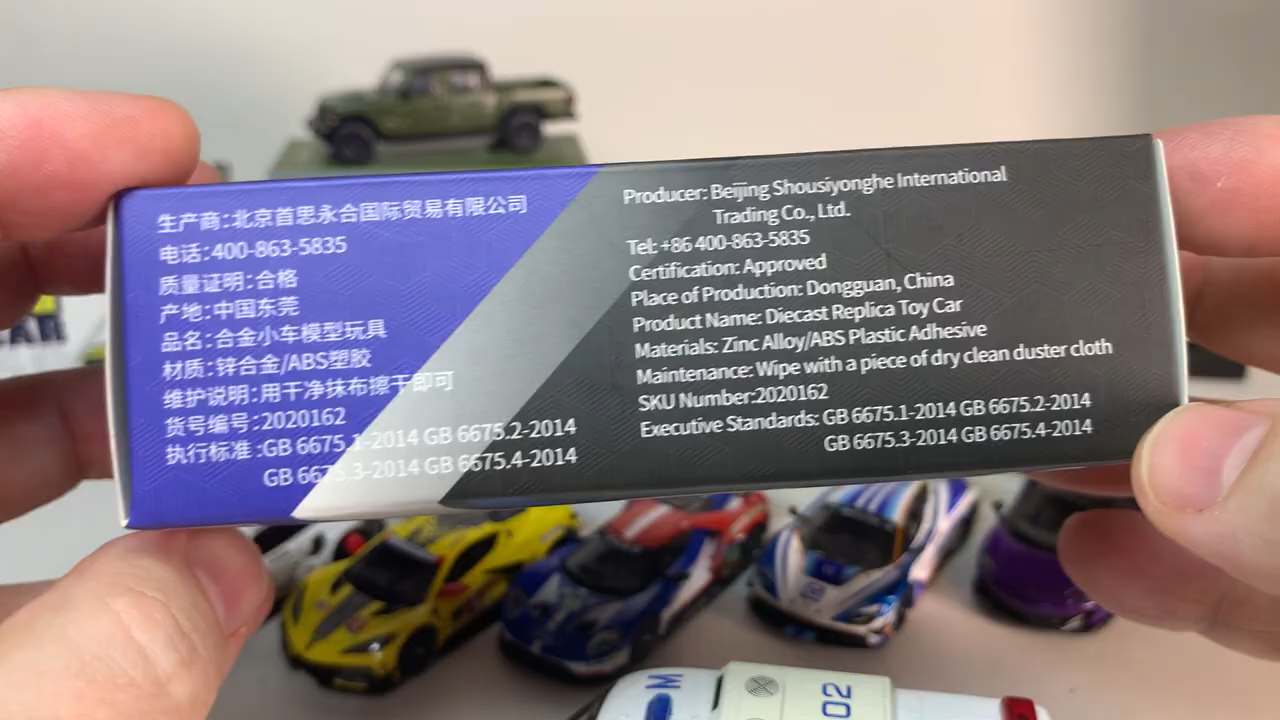 生产商:北京首思永合国际贸易有限公司
电话:400-863-5835
质量证明:合格
产地:中国东莞
品名:合金小车模型玩具
材质:锌合金/ABS塑胶
维护说明:用干净抹布擦干即可
货号编号:2020162
执行标准:GB 6675.1-2014 GB 6675.2-2014
GB 6675.3-2014 GB 6675.4-2014
Producer: Beijing Shousiyonghe International
Trading Co., Ltd.
Tel: +86 400-863-5835
Certification: Approved
Place of Production: Dongguan, China
Product Name: Diecast Replica Toy Car
Materials: Zinc Alloy/ABS Plastic Adhesive
Maintenance: Wipe with a piece of dry clean duster cloth
SKU Number:2020162
Executive Standards: GB 6675.1-2014 GB 6675.2-2014
GB 6675.3-2014 GB 6675.4-2014
M
02